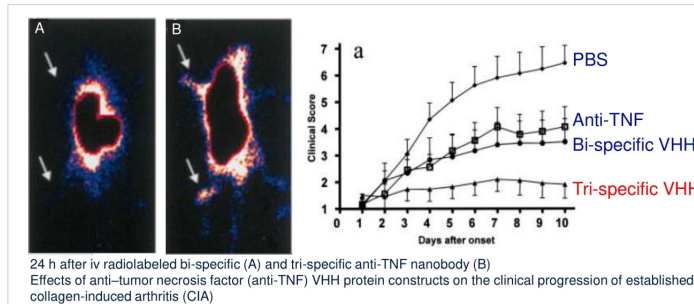 A
B
a
7
6
5
4
3
2
1
Clinical Score
0 1 2 3 4 5 6 7 8 9 10
Days after onset
PBS
Anti-TNF
Bi-specific VHH
Tri-specific VHH
24 h after iv radiolabeled bi-specific (A) and tri-specific anti-TNF nanobody (B)
Effects of anti–tumor necrosis factor (anti-TNF) VHH protein constructs on the clinical progression of established
collagen-induced arthritis (CIA)